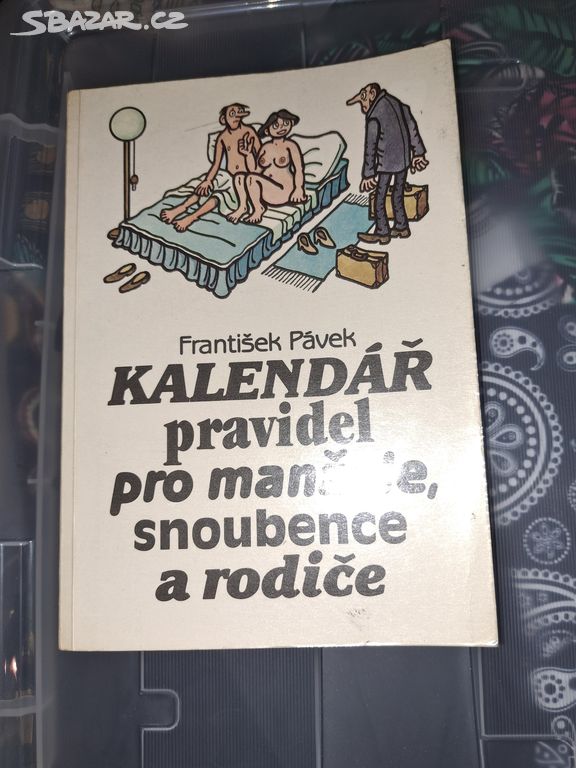 SBAZAR.CZ
František Pávek
KALENDÁŘ
pravidel
pro
snoubence
a rodiče